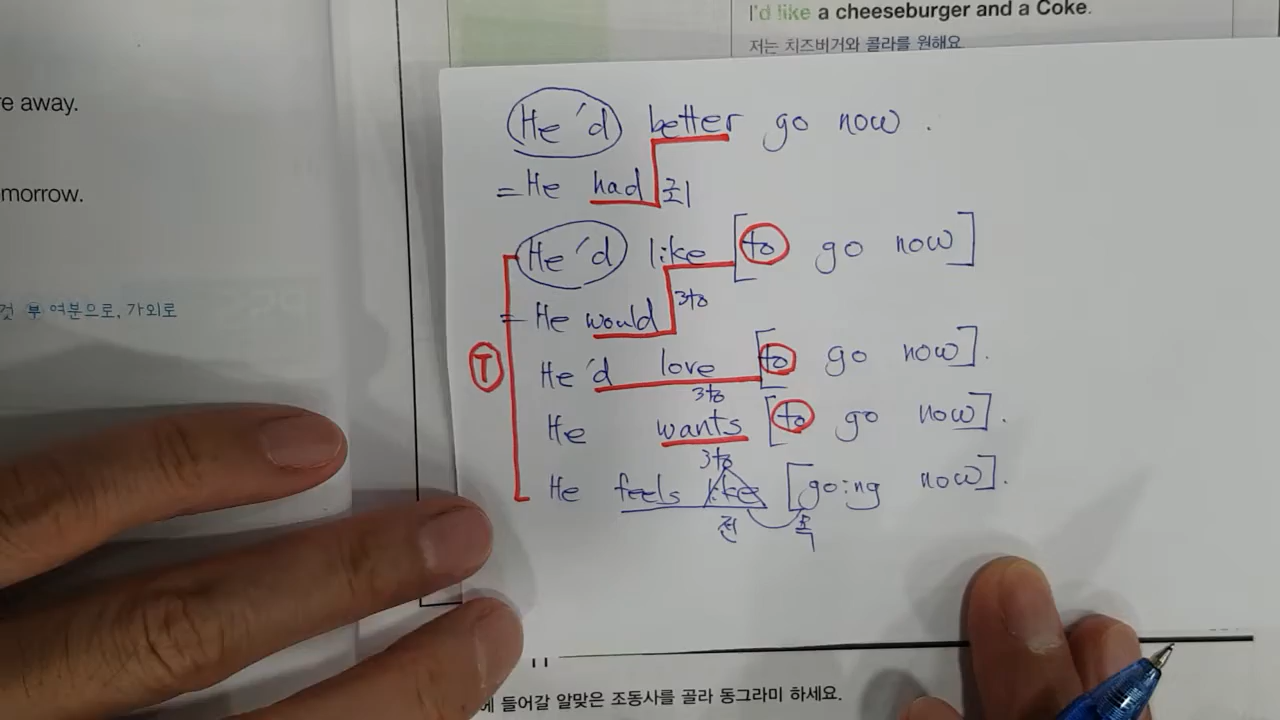 I'd like a cheeseburger and a Coke.
저는 치즈버거와 콜라를 원해요
re away.
omorrow.
것 부 여분으로, 가외로
He'd better go now.
= He had 조1
He'd like [to go now]
= He would 3to
T
He'd love [to go now].
3to
He wants [to go now].
3to
He feels like [going now].
전 목
에 들어갈 알맞은 조동사를 골라 동그라미 하세요.